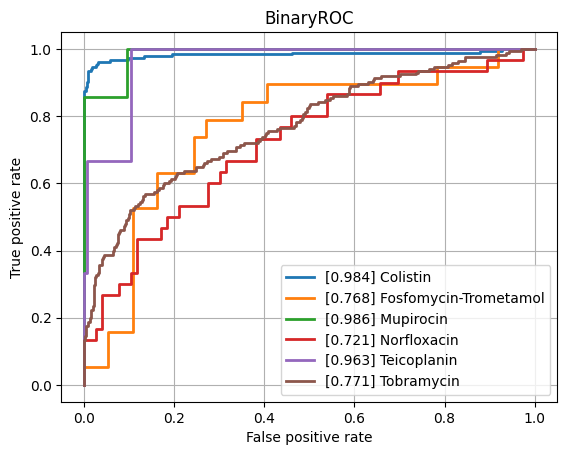 BinaryROC
True positive rate
1.0
0.8
0.6
0.4
0.2
0.0
[0.984] Colistin
[0.768] Fosfomycin-Trometamol
[0.986] Mupirocin
[0.721] Norfloxacin
[0.963] Teicoplanin
[0.771] Tobramycin
0.0 0.2 0.4 0.6 0.8 1.0
False positive rate